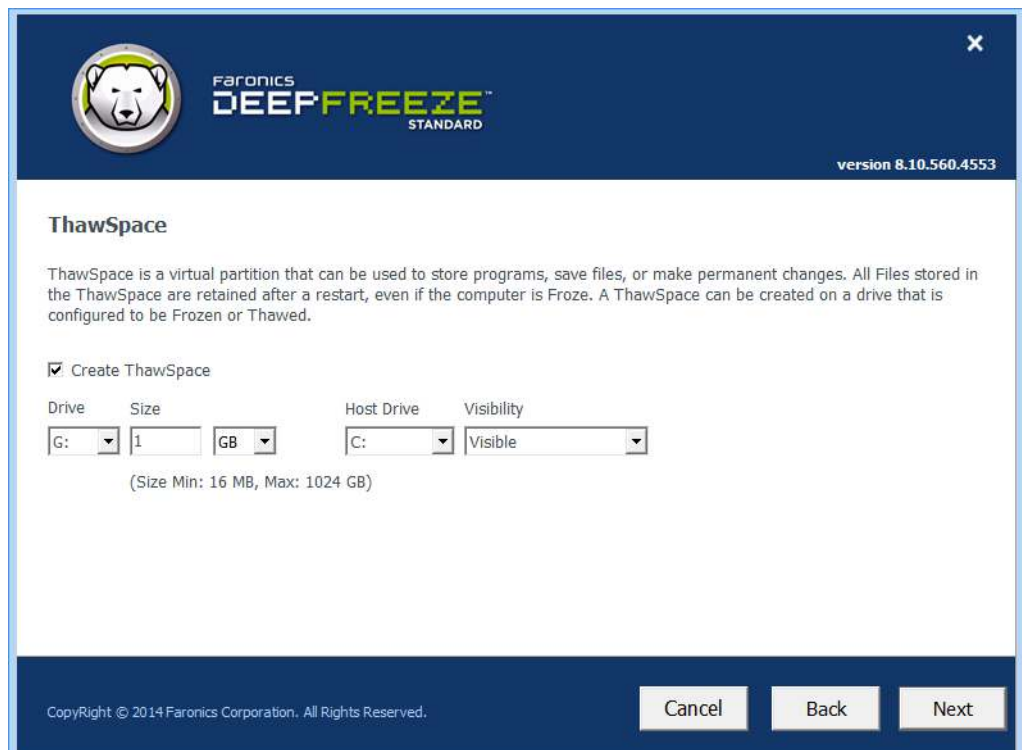 Faronics
DEEPFREEZE™
STANDARD
version 8.10.560.4553
ThawSpace
ThawSpace is a virtual partition that can be used to store programs, save files, or make permanent changes. All Files stored in
the ThawSpace are retained after a restart, even if the computer is Froze. A ThawSpace can be created on a drive that is
configured to be Frozen or Thawed.
Create ThawSpace
Drive Size Host Drive Visibility
G: 1 GB C: Visible
(Size Min: 16 MB, Max: 1024 GB)
CopyRight © 2014 Faronics Corporation. All Rights Reserved.
Cancel Back Next